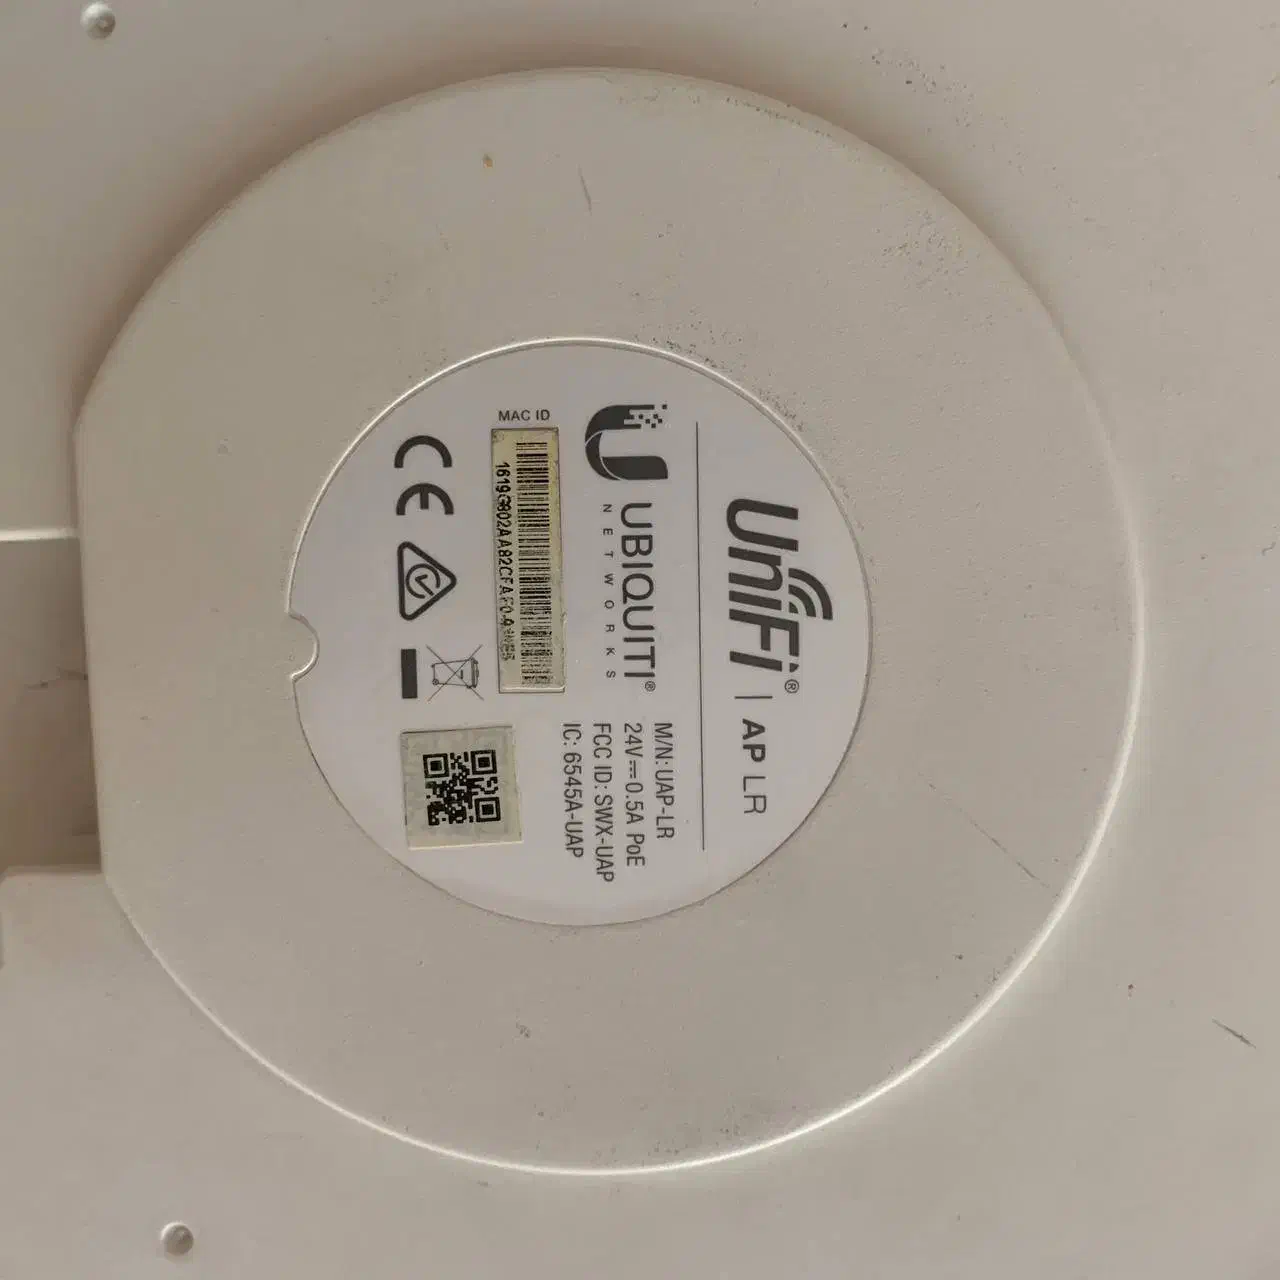 UniFi® | AP LR
UBIQUITI®
NETWORKS
M/N: UAP-LR
24V⎓0.5A PoE
FCC ID: SWX-UAP
IC: 6545A-UAP
MAC ID
CE